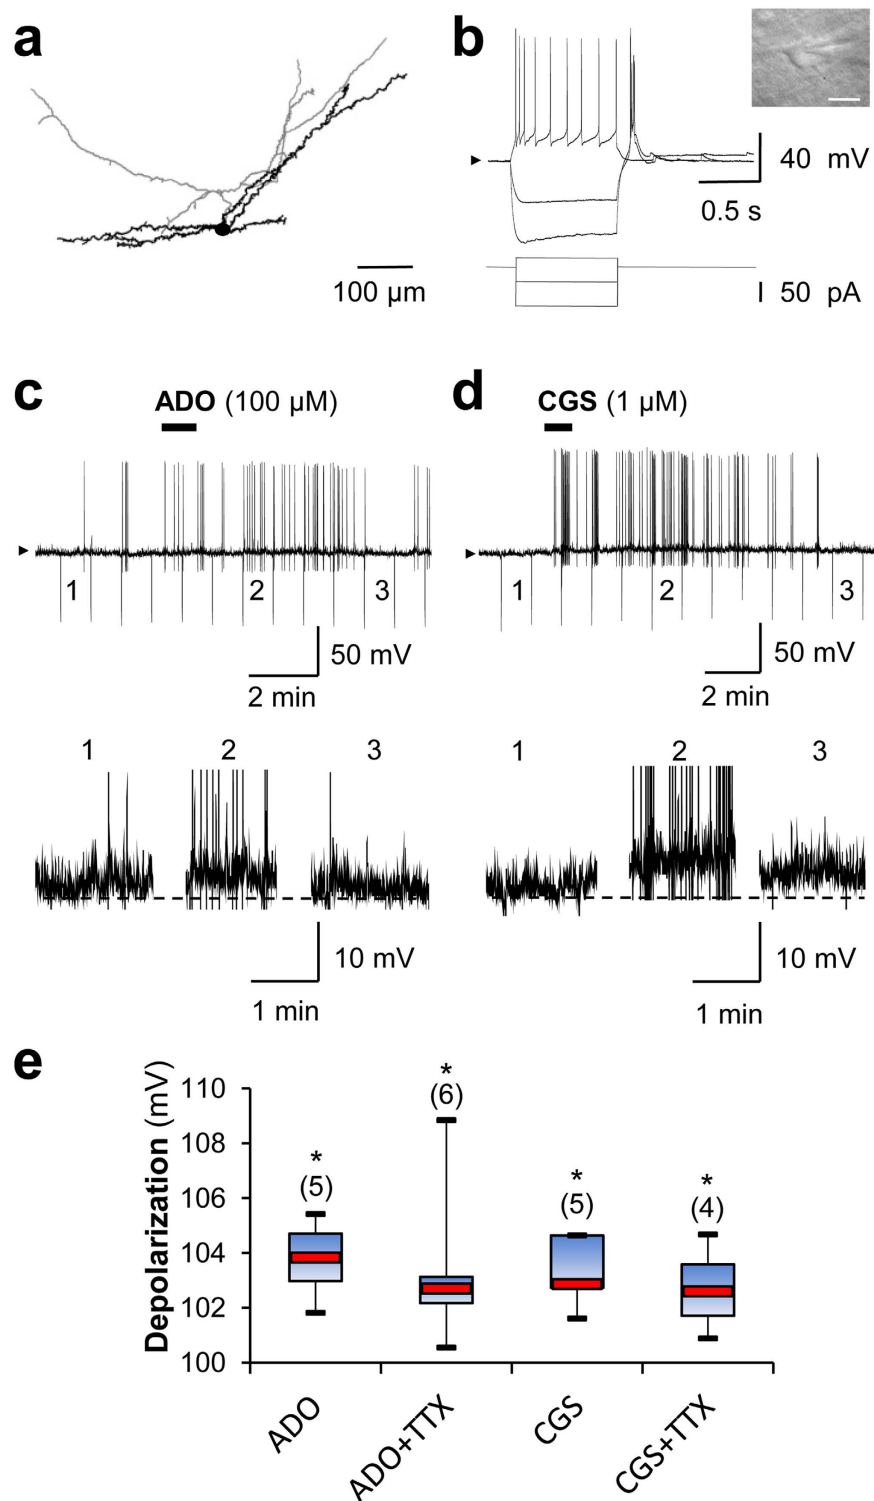 a
100 µm
b
40 mV
0.5 s
50 pA
c
ADO (100 µM)
1 2 3
50 mV
2 min
1 2 3
10 mV
1 min
d
CGS (1 µM)
1 2 3
50 mV
2 min
1 2 3
10 mV
1 min
e
Depolarization (mV)
110
108
106
104
102
100
*
(5)
*
(6)
*
(5)
*
(4)
ADO
ADO+TTX
CGS
CGS+TTX